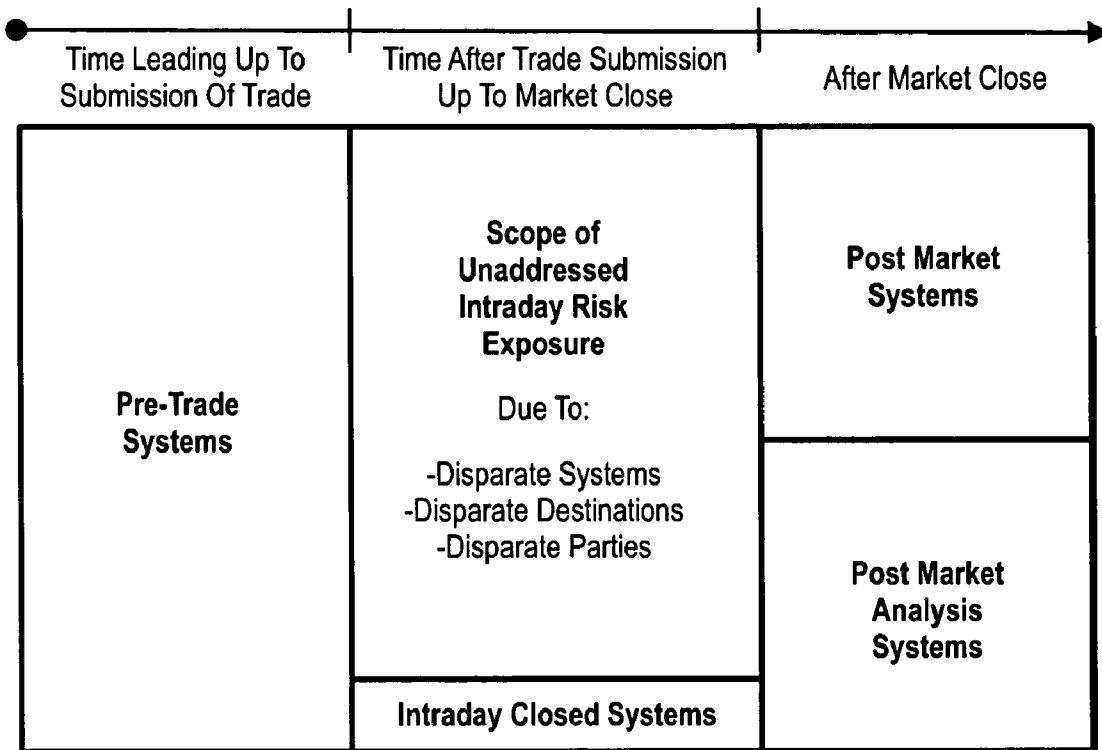 Time Leading Up To
Submission Of Trade
Time After Trade Submission
Up To Market Close
After Market Close
Pre-Trade
Systems
Scope of
Unaddressed
Intraday Risk
Exposure
Due To:
-Disparate Systems
-Disparate Destinations
-Disparate Parties
Intraday Closed Systems
Post Market
Systems
Post Market
Analysis
Systems